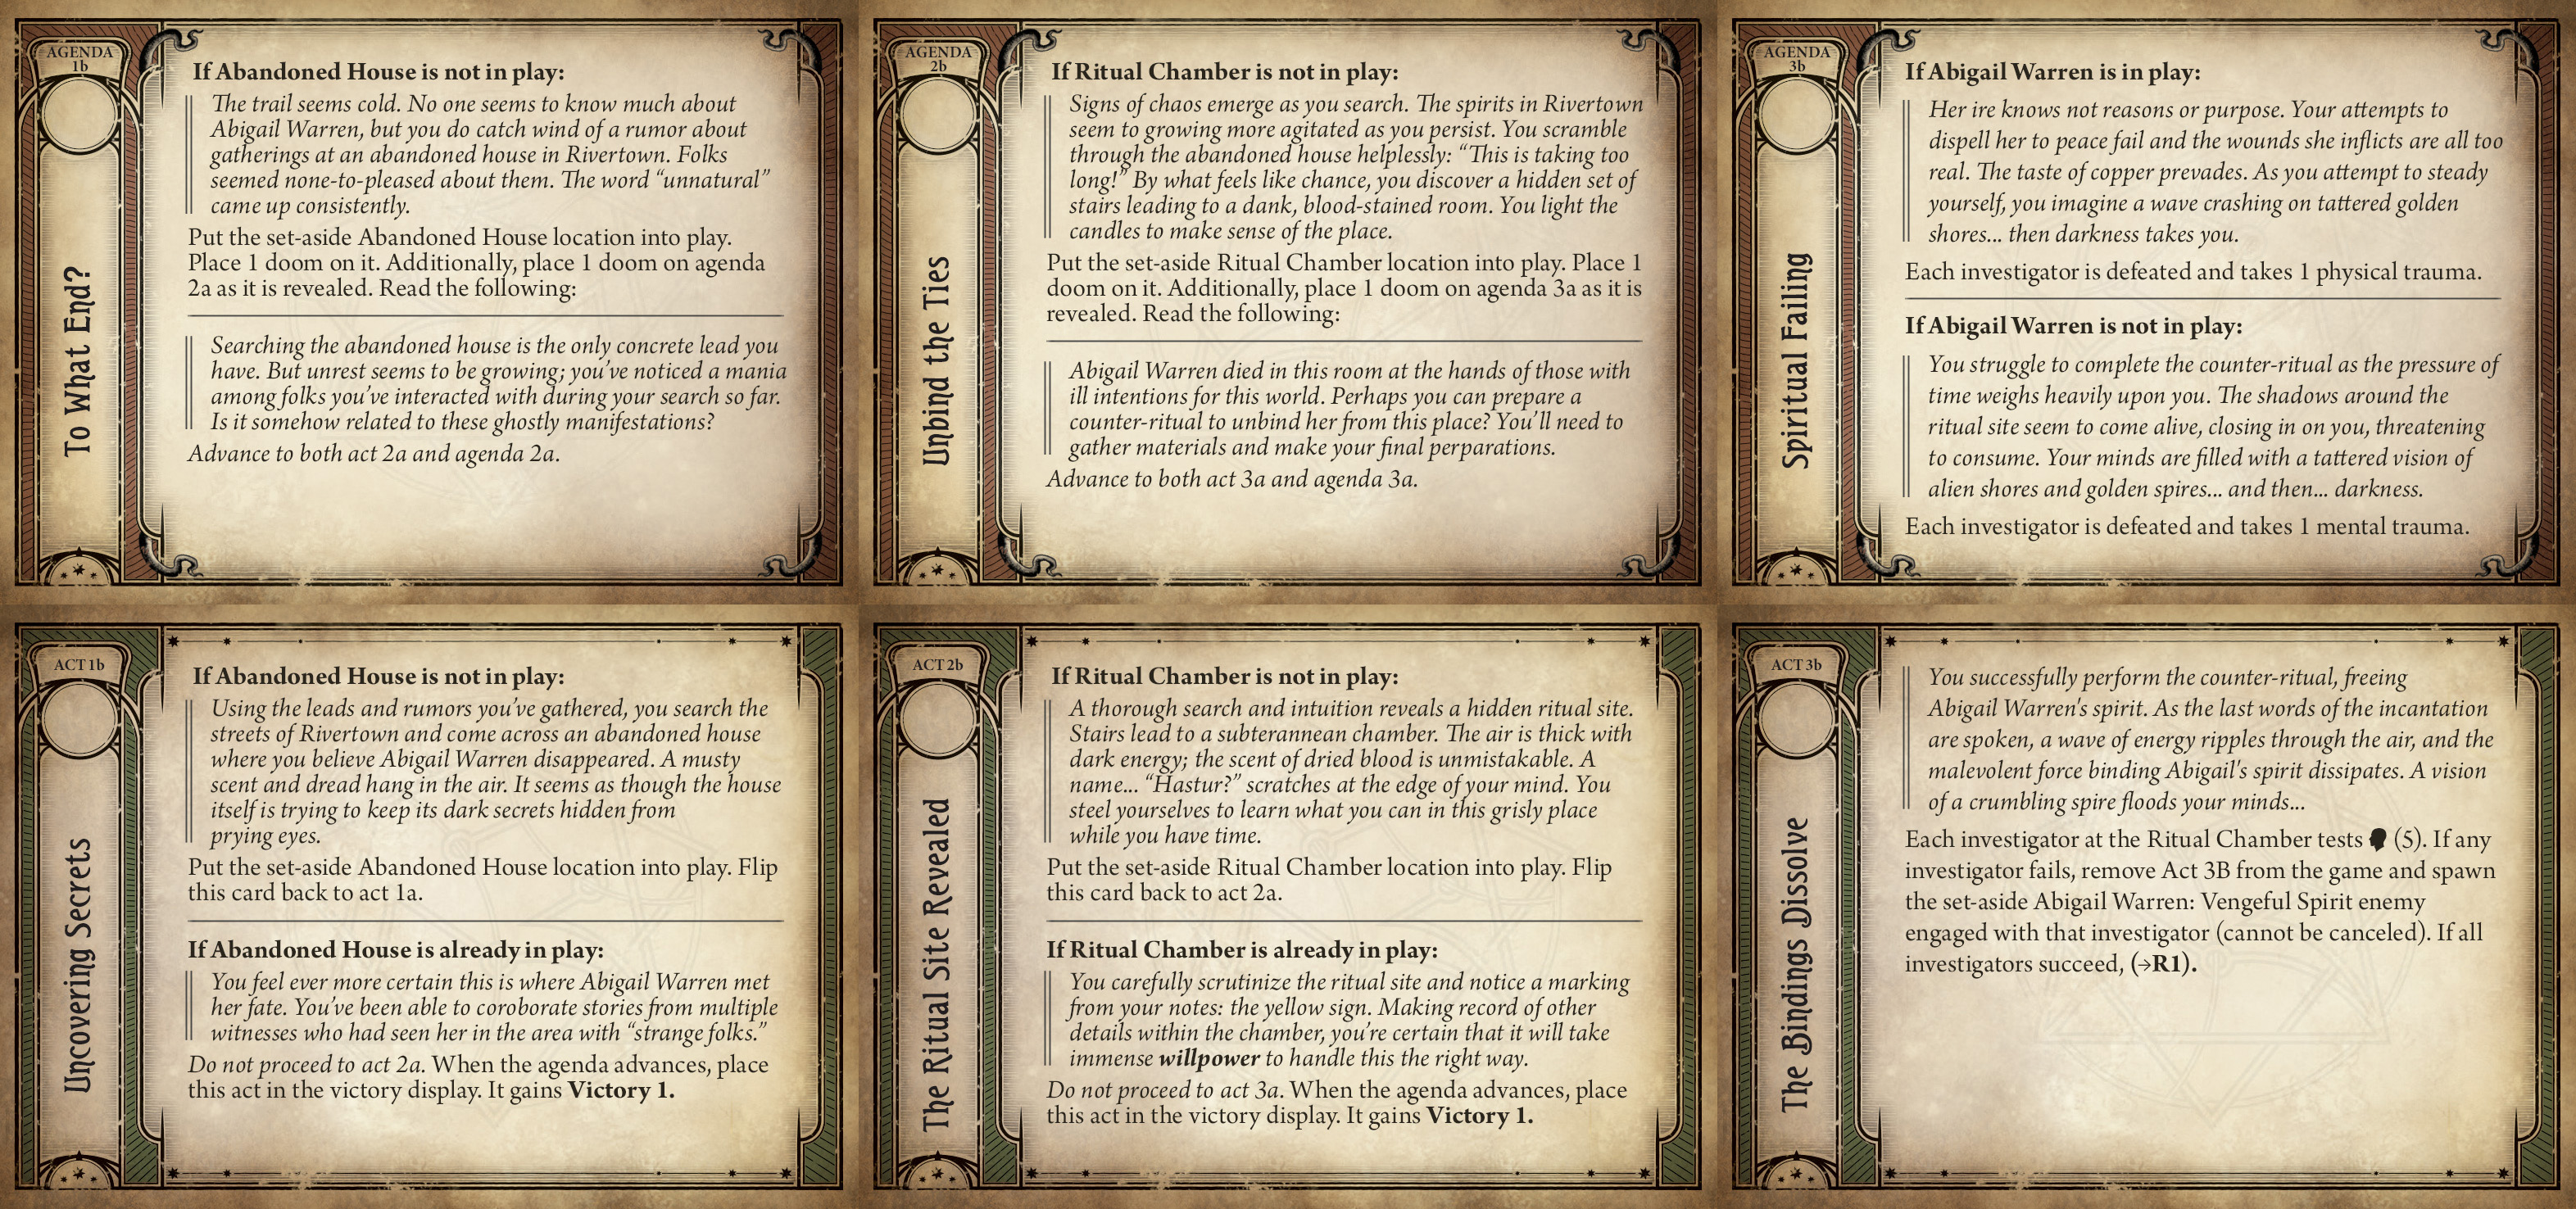 AGENDA
1b
To What End?
If Abandoned House is not in play:
The trail seems cold. No one seems to know much about
Abigail Warren, but you do catch wind of a rumor about
gatherings at an abandoned house in Rivertown. Folks
seemed none-to-pleased about them. The word “unnatural”
came up consistently.
Put the set-aside Abandoned House location into play.
Place 1 doom on it. Additionally, place 1 doom on agenda
2a as it is revealed. Read the following:
Searching the abandoned house is the only concrete lead you
have. But unrest seems to be growing; you’ve noticed a mania
among folks you’ve interacted with during your search so far.
Is it somehow related to these ghostly manifestations?
Advance to both act 2a and agenda 2a.
AGENDA
2b
Unbind the Ties
If Ritual Chamber is not in play:
Signs of chaos emerge as you search. The spirits in Rivertown
seem to growing more agitated as you persist. You scramble
through the abandoned house helplessly: “This is taking too
long!” By what feels like chance, you discover a hidden set of
stairs leading to a dank, blood-stained room. You light the
candles to make sense of the place.
Put the set-aside Ritual Chamber location into play. Place 1
doom on it. Additionally, place 1 doom on agenda 3a as it is
revealed. Read the following:
Abigail Warren died in this room at the hands of those with
ill intentions for this world. Perhaps you can prepare a
counter-ritual to unbind her from this place? You’ll need to
gather materials and make your final perparations.
Advance to both act 3a and agenda 3a.
AGENDA
3b
Spiritual Failing
If Abigail Warren is in play:
Her ire knows not reasons or purpose. Your attempts to
dispell her to peace fail and the wounds she inflicts are all too
real. The taste of copper prevades. As you attempt to steady
yourself, you imagine a wave crashing on tattered golden
shores... then darkness takes you.
Each investigator is defeated and takes 1 physical trauma.
If Abigail Warren is not in play:
You struggle to complete the counter-ritual as the pressure of
time weighs heavily upon you. The shadows around the
ritual site seem to come alive, closing in on you, threatening
to consume. Your minds are filled with a tattered vision of
alien shores and golden spires... and then... darkness.
Each investigator is defeated and takes 1 mental trauma.
ACT 1b
Uncovering Secrets
If Abandoned House is not in play:
Using the leads and rumors you’ve gathered, you search the
streets of Rivertown and come across an abandoned house
where you believe Abigail Warren disappeared. A musty
scent and dread hang in the air. It seems as though the house
itself is trying to keep its dark secrets hidden from
prying eyes.
Put the set-aside Abandoned House location into play. Flip
this card back to act 1a.
If Abandoned House is already in play:
You feel ever more certain this is where Abigail Warren met
her fate. You’ve been able to coroborate stories from multiple
witnesses who had seen her in the area with “strange folks.”
Do not proceed to act 2a. When the agenda advances, place
this act in the victory display. It gains Victory 1.
ACT 2b
The Ritual Site Revealed
If Ritual Chamber is not in play:
A thorough search and intuition reveals a hidden ritual site.
Stairs lead to a subterannean chamber. The air is thick with
dark energy; the scent of dried blood is unmistakable. A
name... “Hastur?” scratches at the edge of your mind. You
steel yourselves to learn what you can in this grisly place
while you have time.
Put the set-aside Ritual Chamber location into play. Flip
this card back to act 2a.
If Ritual Chamber is already in play:
You carefully scrutinize the ritual site and notice a marking
from your notes: the yellow sign. Making record of other
details within the chamber, you’re certain that it will take
immense willpower to handle this the right way.
Do not proceed to act 3a. When the agenda advances, place
this act in the victory display. It gains Victory 1.
ACT 3b
The Bindings Dissolve
You successfully perform the counter-ritual, freeing
Abigail Warren's spirit. As the last words of the incantation
are spoken, a wave of energy ripples through the air, and the
malevolent force binding Abigail's spirit dissipates. A vision
of a crumbling spire floods your minds...
Each investigator at the Ritual Chamber tests (5). If any
investigator fails, remove Act 3B from the game and spawn
the set-aside Abigail Warren: Vengeful Spirit enemy
engaged with that investigator (cannot be canceled). If all
investigators succeed, (→R1).